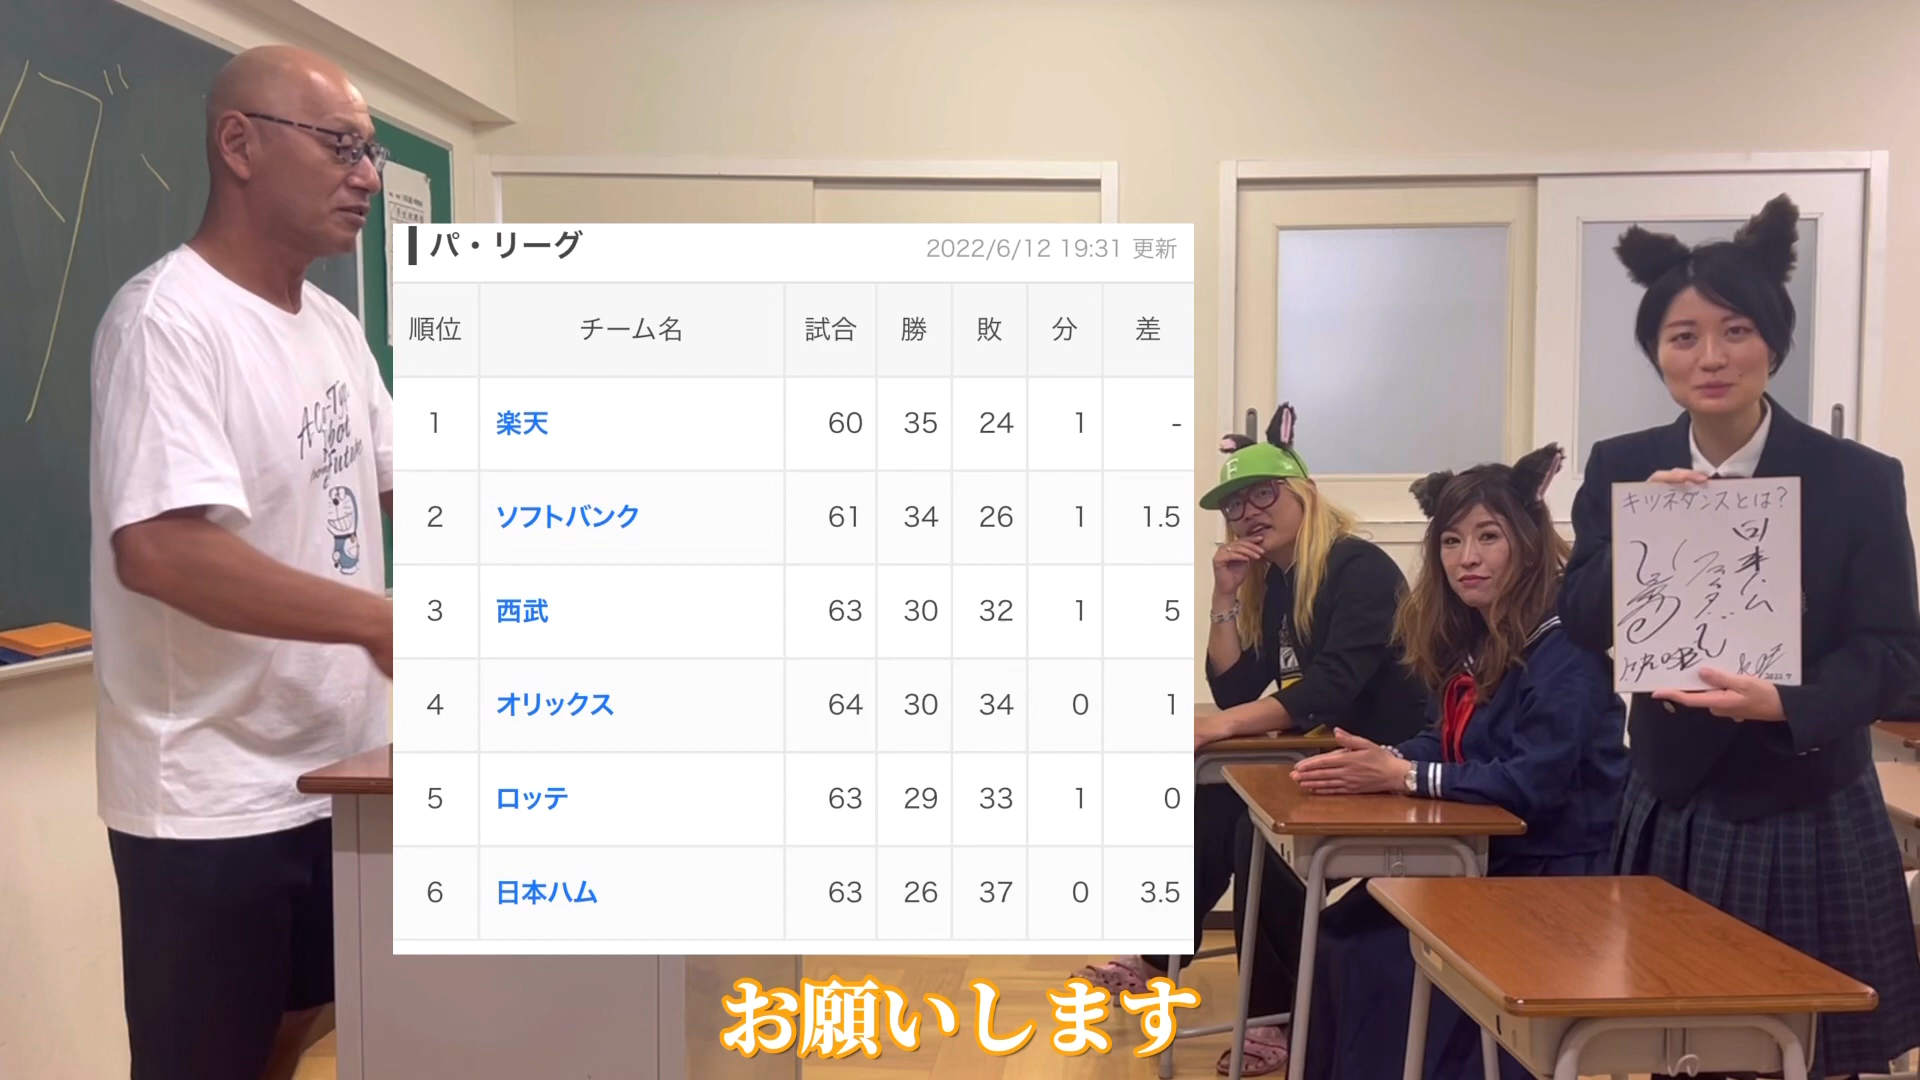 パ・リーグ 2022/6/12 19:31 更新
順位 チーム名 試合 勝 敗 分 差
1 楽天 60 35 24 1 -
2 ソフトバンク 61 34 26 1 1.5
3 西武 63 30 32 1 5
4 オリックス 64 30 34 0 1
5 ロッテ 63 29 33 1 0
6 日本ハム 63 26 37 0 3.5
キツネダンスとは?
日本ハム
2022.7
F
お願いします